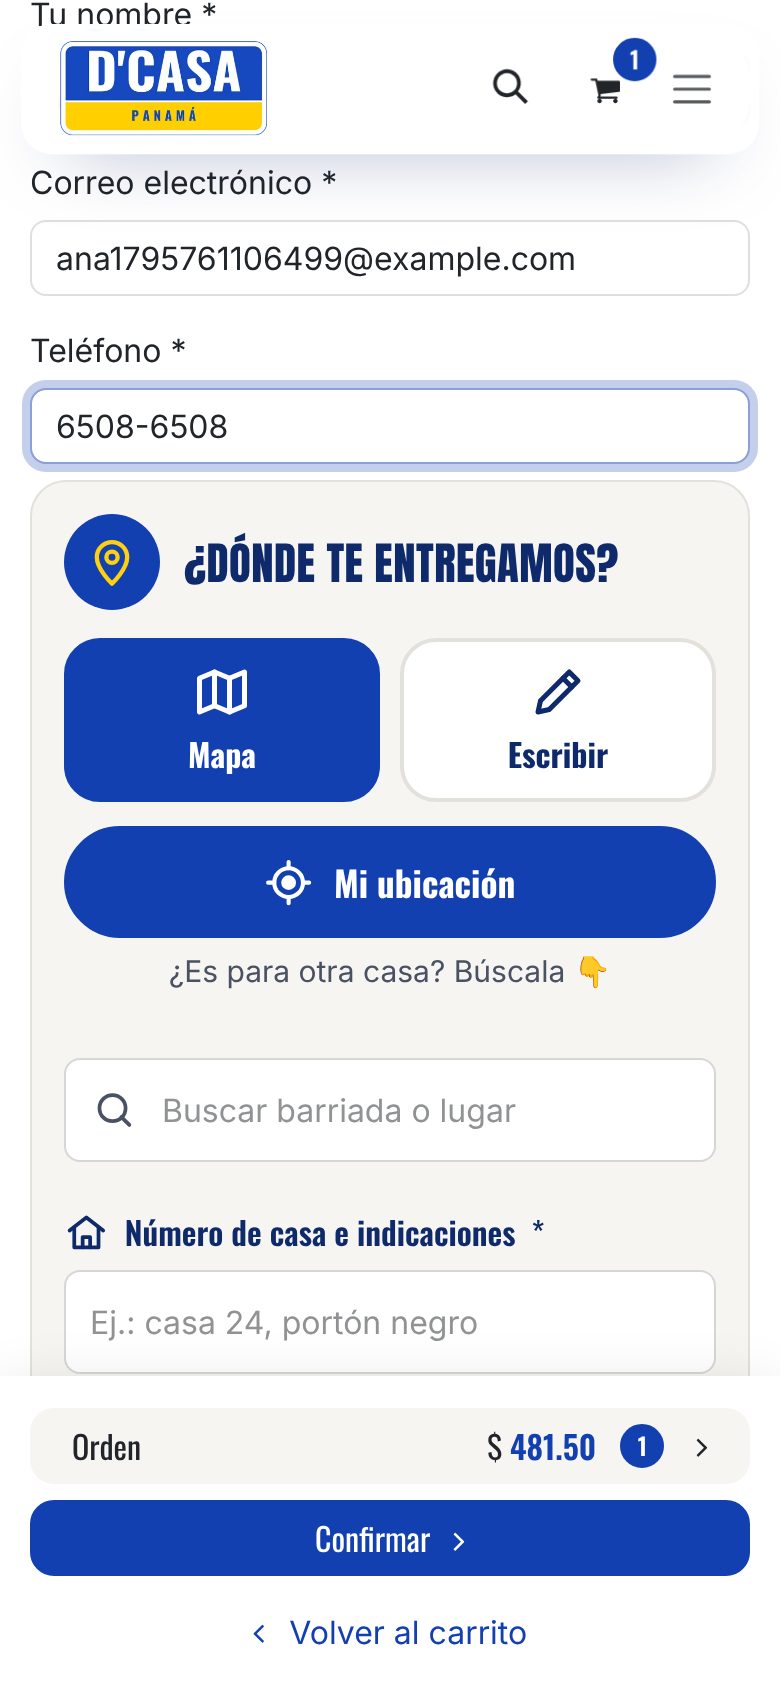 Tu nombre *
D'CASA
PANAMÁ
1
Correo electrónico *
ana1795761106499@example.com
Teléfono *
6508-6508
¿DÓNDE TE ENTREGAMOS?
Mapa
Escribir
Mi ubicación
¿Es para otra casa? Búscala 👇
Buscar barriada o lugar
Número de casa e indicaciones *
Ej.: casa 24, portón negro
Orden $ 481.50 1
Confirmar
Volver al carrito